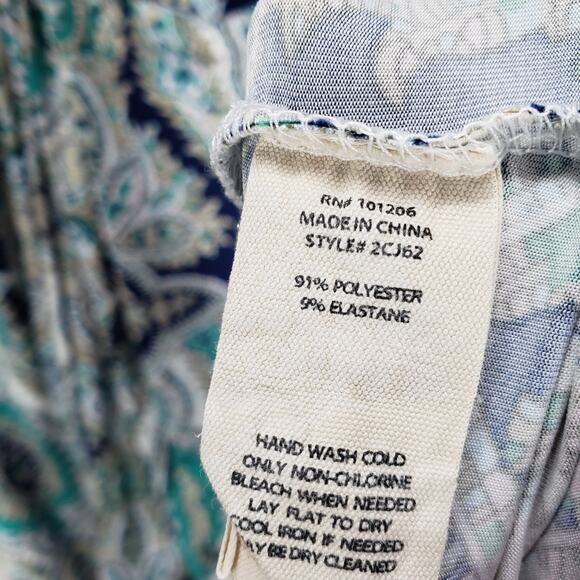 RN# 101206
MADE IN CHINA
STYLE# 2CJ62
91% POLYESTER
9% ELASTANE
HAND WASH COLD
ONLY NON-CHLORINE
BLEACH WHEN NEEDED
LAY FLAT TO DRY
COOL IRON IF NEEDED
MAY BE DRY CLEANED